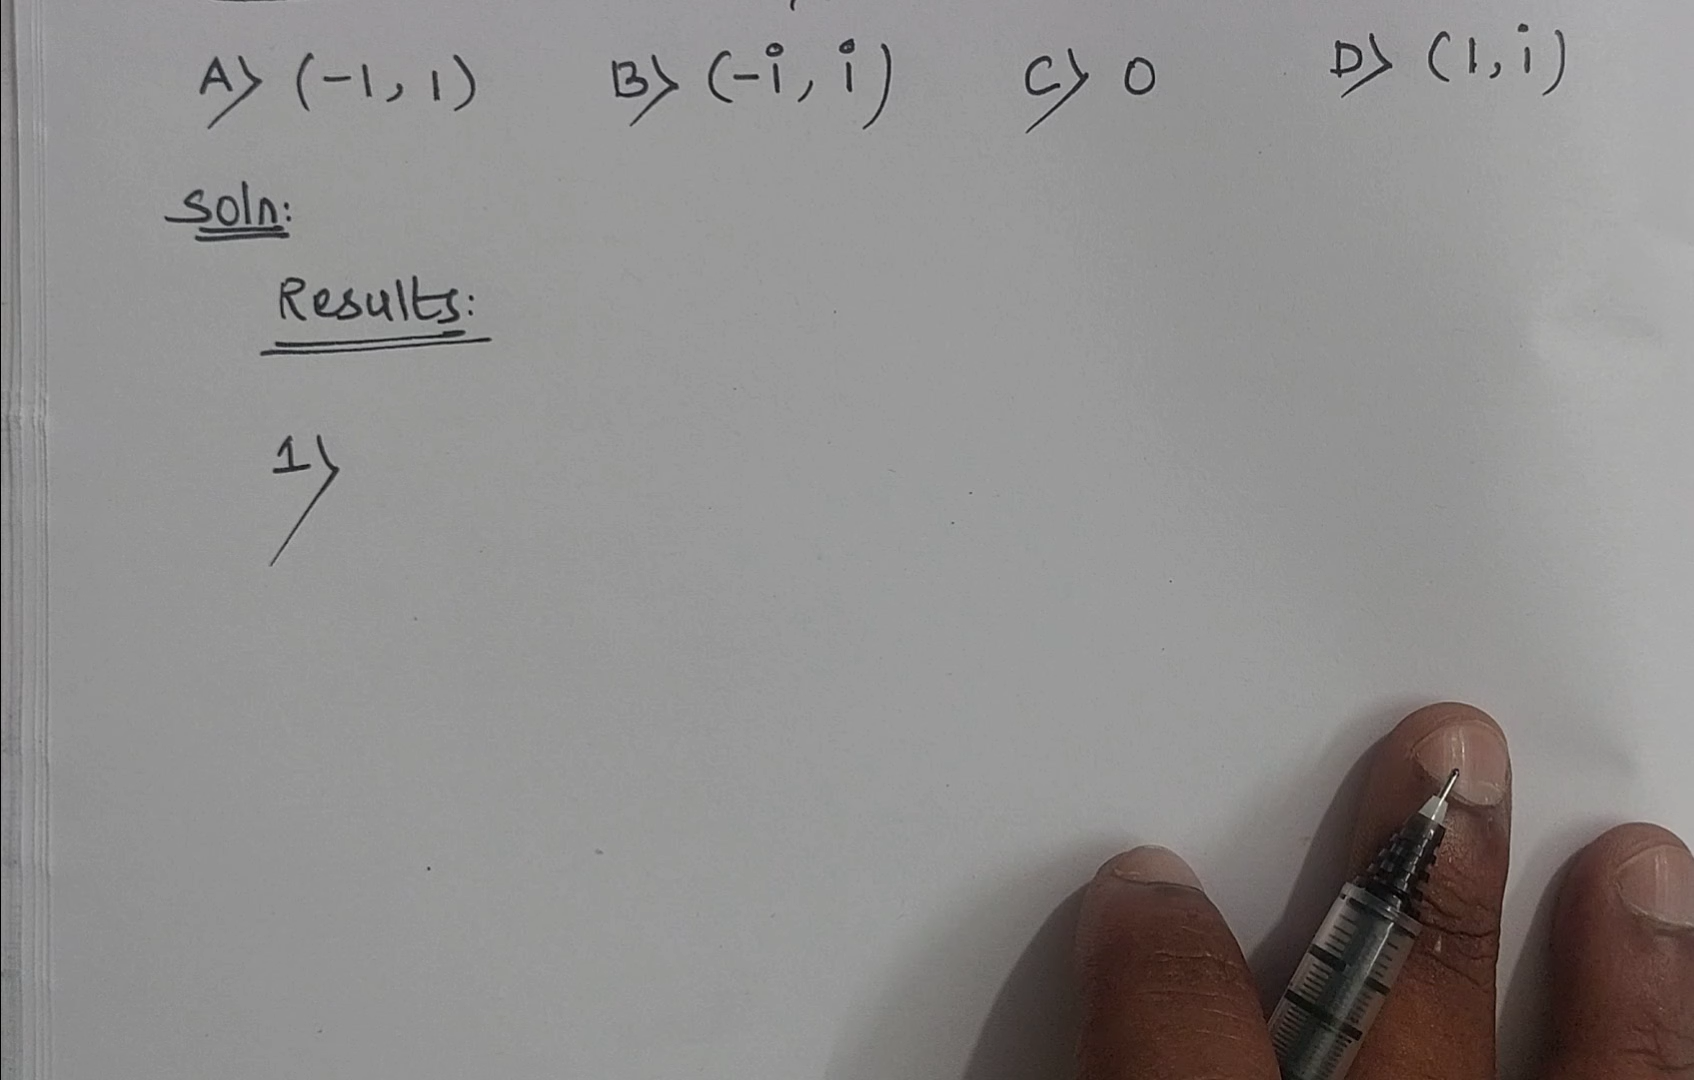 A) (-1, 1) B) (-i, i) C) 0 D) (1, i)
Soln:
Results:
1)